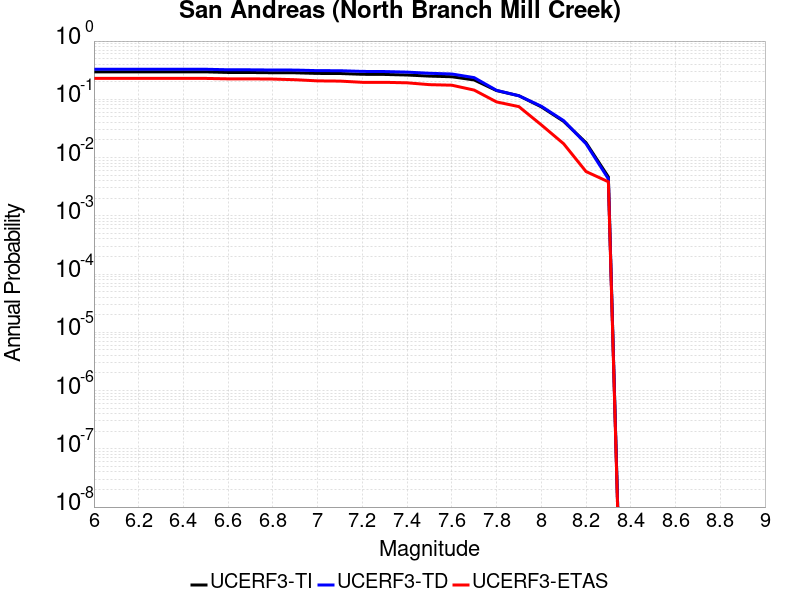 San Andreas (North Branch Mill Creek)
10^0
10^-1
10^-2
10^-3
10^-4
10^-5
10^-6
10^-7
10^-8
Annual Probability
6 6.2 6.4 6.6 6.8 7 7.2 7.4 7.6 7.8 8 8.2 8.4 8.6 8.8 9
Magnitude
UCERF3-TI UCERF3-TD UCERF3-ETAS